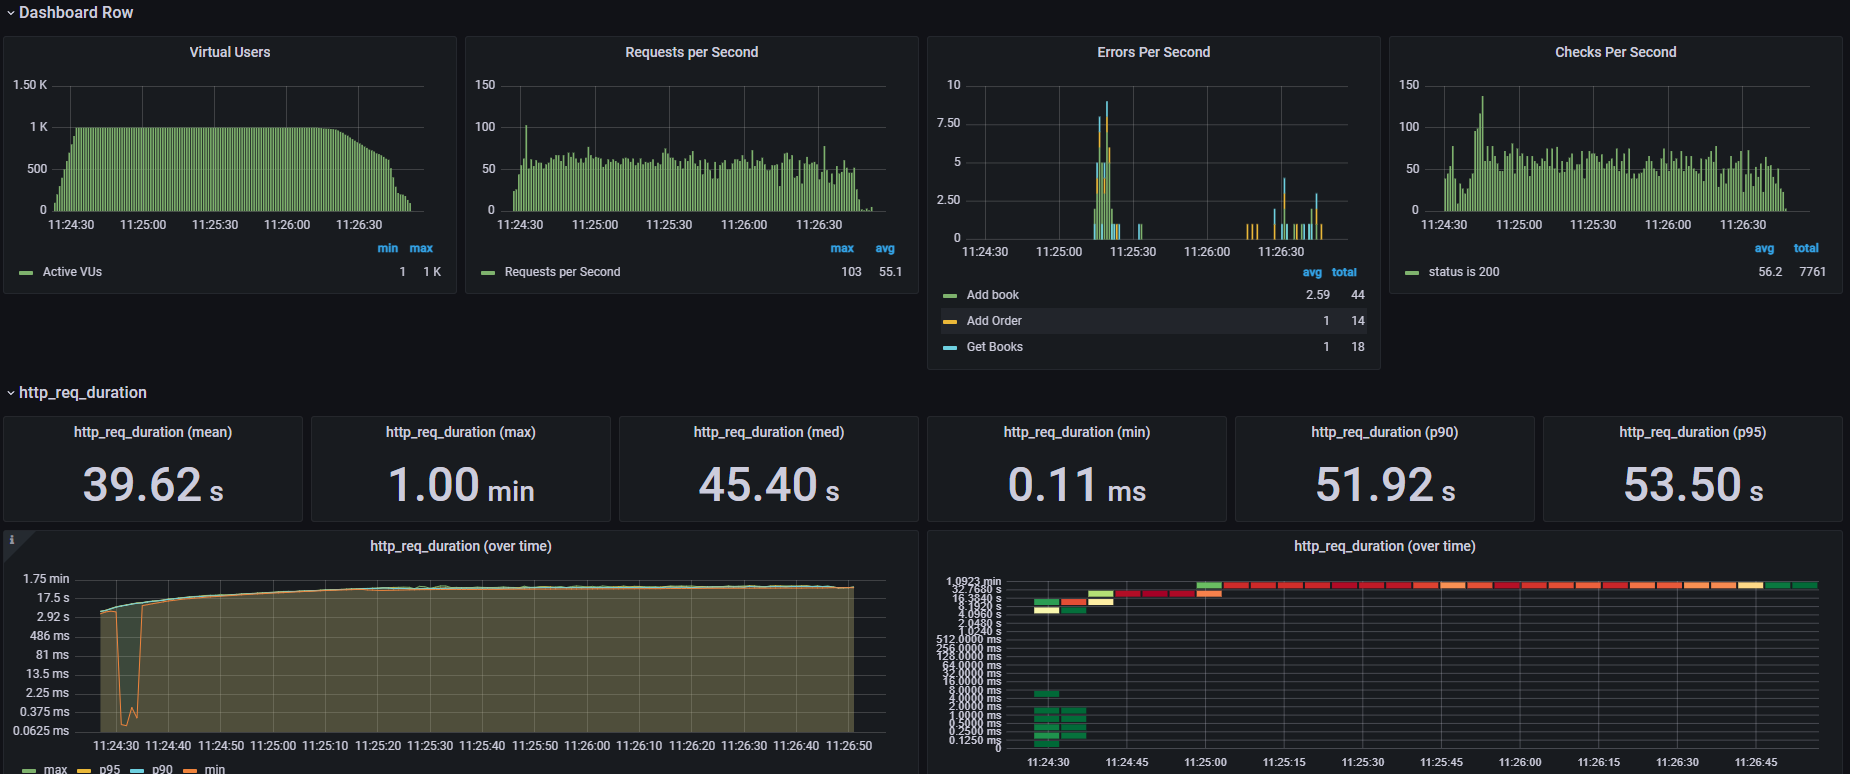 Dashboard Row
Virtual Users
1.50 K
1 K
500
0
11:24:30 11:25:00 11:25:30 11:26:00 11:26:30
min max
Active VUs 1 1 K
Requests per Second
150
100
50
0
11:24:30 11:25:00 11:25:30 11:26:00 11:26:30
max avg
Requests per Second 103 55.1
Errors Per Second
10
7.50
5
2.50
0
11:24:30 11:25:00 11:25:30 11:26:00 11:26:30
avg total
Add book 2.59 44
Add Order 1 14
Get Books 1 18
Checks Per Second
150
100
50
0
11:24:30 11:25:00 11:25:30 11:26:00 11:26:30
avg total
status is 200 56.2 7761
http_req_duration
http_req_duration (mean)
39.62 s
http_req_duration (max)
1.00 min
http_req_duration (med)
45.40 s
http_req_duration (min)
0.11 ms
http_req_duration (p90)
51.92 s
http_req_duration (p95)
53.50 s
i
http_req_duration (over time)
1.75 min
17.5 s
2.92 s
486 ms
81 ms
13.5 ms
2.25 ms
0.375 ms
0.0625 ms
11:24:30 11:24:40 11:24:50 11:25:00 11:25:10 11:25:20 11:25:30 11:25:40 11:25:50 11:26:00 11:26:10 11:26:20 11:26:30 11:26:40 11:26:50
max p95 p90 min
http_req_duration (over time)
1.0923 min
32.7680 s
16.3840 s
8.1920 s
4.0960 s
2.0480 s
1.0240 s
512.0000 ms
256.0000 ms
128.0000 ms
64.0000 ms
32.0000 ms
16.0000 ms
8.0000 ms
4.0000 ms
2.0000 ms
1.0000 ms
0.5000 ms
0.2500 ms
0.1250 ms
0
11:24:30 11:24:45 11:25:00 11:25:15 11:25:30 11:25:45 11:26:00 11:26:15 11:26:30 11:26:45